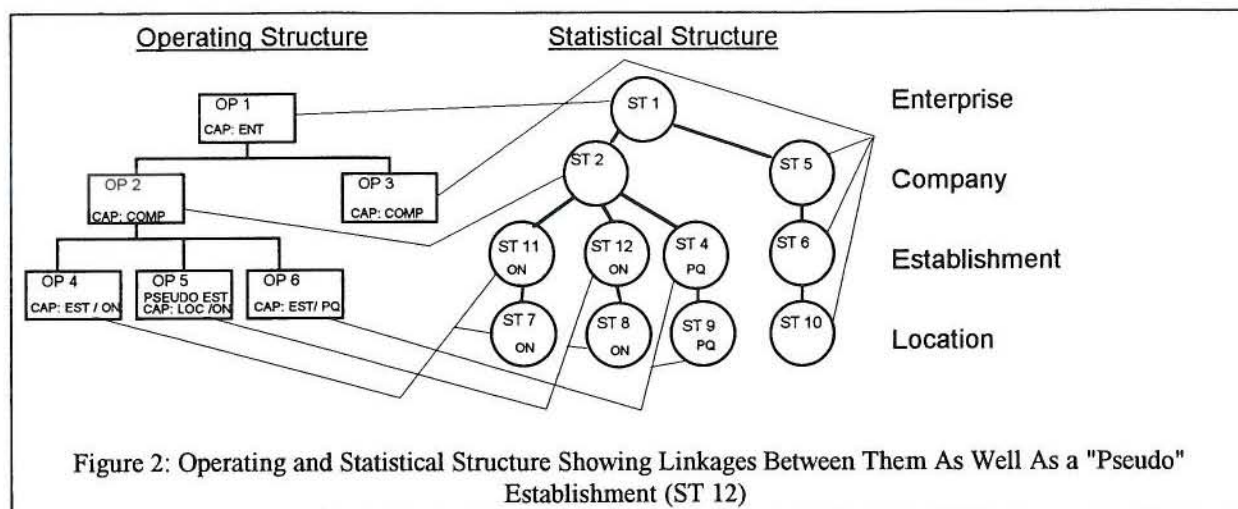 Operating Structure
Statistical Structure
OP 1
CAP: ENT
ST 1
Enterprise
OP 2
CAP: COMP
OP 3
CAP: COMP
ST 2
ST 5
Company
OP 4
CAP: EST / ON
OP 5
PSEUDO EST
CAP: LOC /ON
OP 6
CAP: EST/ PQ
ST 11
ON
ST 12
ON
ST 4
PQ
ST 6
Establishment
ST 7
ON
ST 8
ON
ST 9
PQ
ST 10
Location
Figure 2: Operating and Statistical Structure Showing Linkages Between Them As Well As a "Pseudo"
Establishment (ST 12)